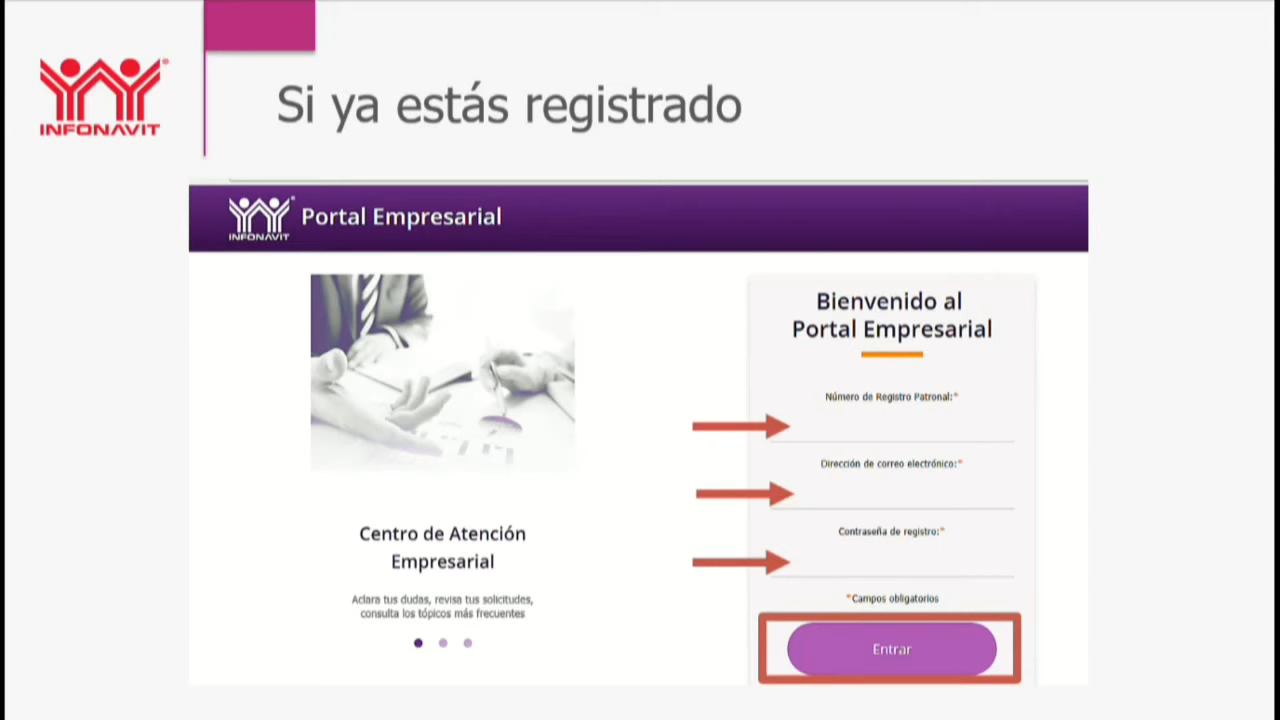 INFONAVIT
Si ya estás registrado
INFONAVIT
Portal Empresarial
Bienvenido al
Portal Empresarial
Número de Registro Patronal:*
Dirección de correo electrónico:*
Contraseña de registro:*
*Campos obligatorios
Entrar
Centro de Atención
Empresarial
Aclara tus dudas, revisa tus solicitudes,
consulta los tópicos más frecuentes